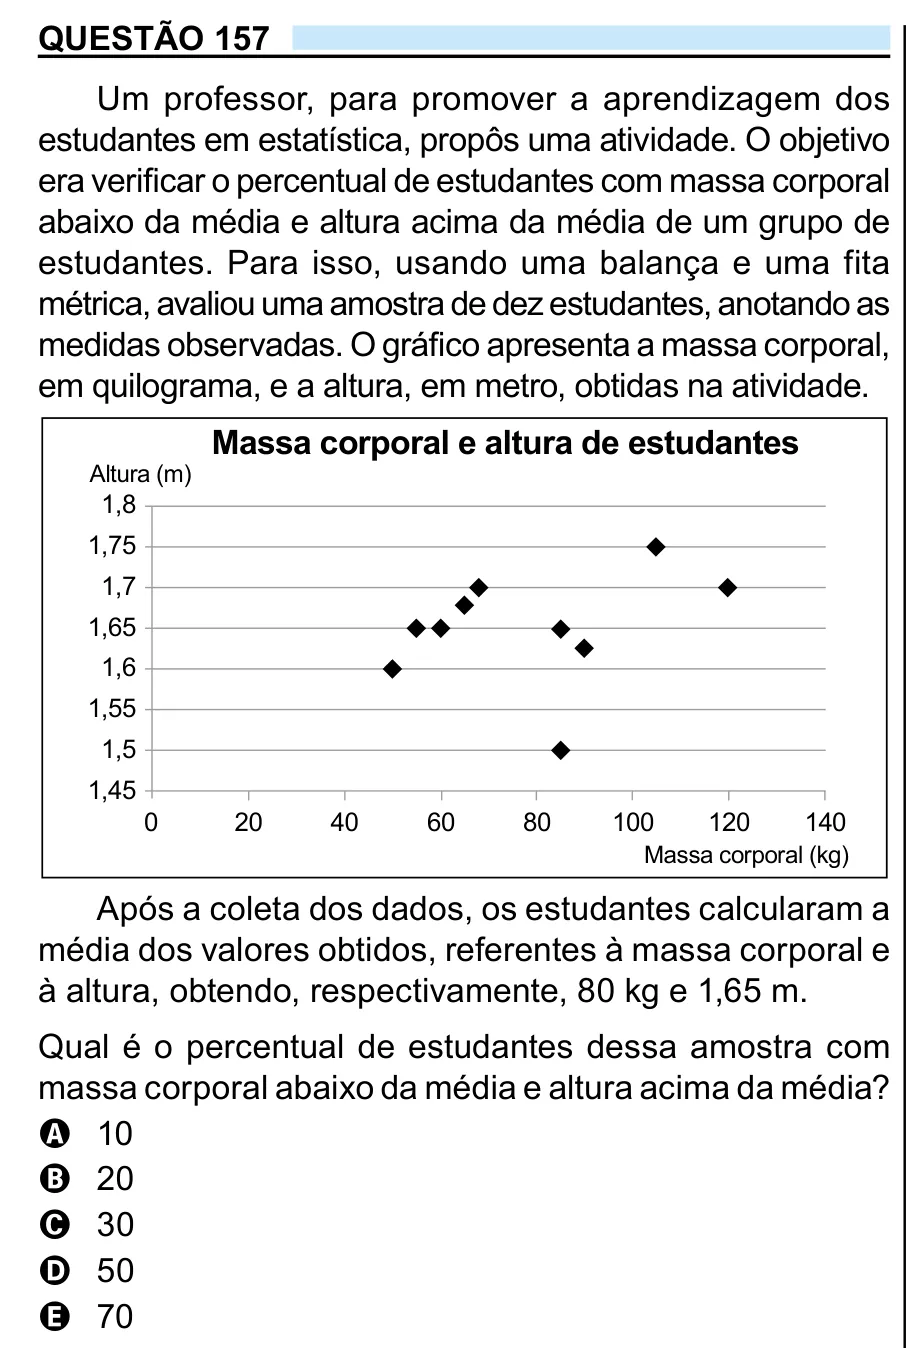 QUESTÃO 157
Um professor, para promover a aprendizagem dos
estudantes em estatística, propôs uma atividade. O objetivo
era verificar o percentual de estudantes com massa corporal
abaixo da média e altura acima da média de um grupo de
estudantes. Para isso, usando uma balança e uma fita
métrica, avaliou uma amostra de dez estudantes, anotando as
medidas observadas. O gráfico apresenta a massa corporal,
em quilograma, e a altura, em metro, obtidas na atividade.
Massa corporal e altura de estudantes
Altura (m)
1,8
1,75
1,7
1,65
1,6
1,55
1,5
1,45
0 20 40 60 80 100 120 140
Massa corporal (kg)
Após a coleta dos dados, os estudantes calcularam a
média dos valores obtidos, referentes à massa corporal e
à altura, obtendo, respectivamente, 80 kg e 1,65 m.
Qual é o percentual de estudantes dessa amostra com
massa corporal abaixo da média e altura acima da média?
A 10
B 20
C 30
D 50
E 70